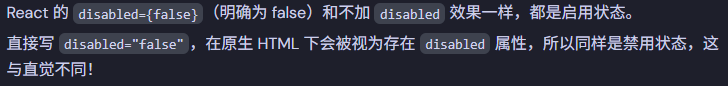 React 的 disabled={false}（明确为 false）和不加 disabled 效果一样，都是启用状态。
直接写 disabled="false"，在原生 HTML 下会被视为存在 disabled 属性，所以同样是禁用状态，这
与直觉不同！